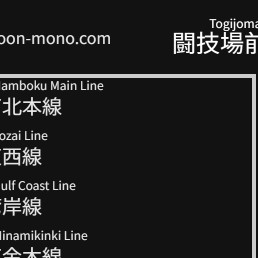 Togijoma
oon-mono.com
闘技場前
amboku Main Line
北本線
ozai Line
西線
ulf Coast Line
岸線
inamikinki Line